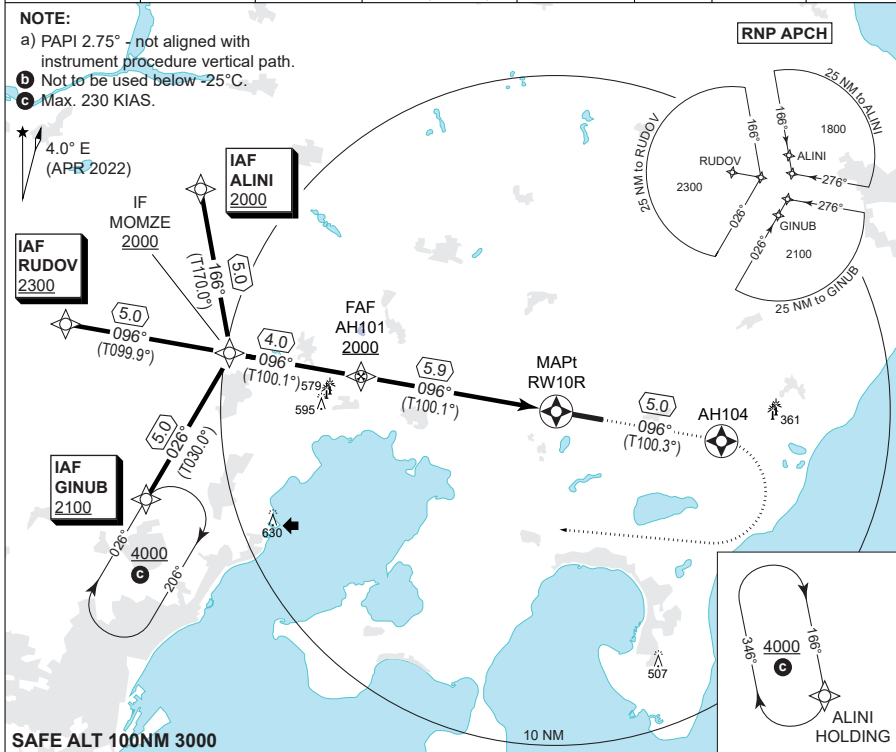 NOTE:
a) PAPI 2.75° - not aligned with
instrument procedure vertical path.
b Not to be used below -25°C.
c Max. 230 KIAS.
4.0° E
(APR 2022)
RNP APCH
25 NM to RUDOV
RUDOV
2300
166°
026°
25 NM to ALINI
1800
166°
ALINI
276°
276°
GINUB
026°
2100
25 NM to GINUB
IAF
ALINI
2000
IF
MOMZE
2000
IAF
RUDOV
2300
5.0
166°
(T170.0°)
5.0
096°
(T099.9°)
4.0
096°
(T100.1°)
FAF
AH101
2000
579
595
5.9
096°
(T100.1°)
MAPt
RW10R
5.0
096°
(T100.3°)
AH104
361
5.0
026°
(T030.0°)
IAF
GINUB
2100
026°
4000
c
206°
630
507
10 NM
346°
4000
c
166°
ALINI
HOLDING
SAFE ALT 100NM 3000